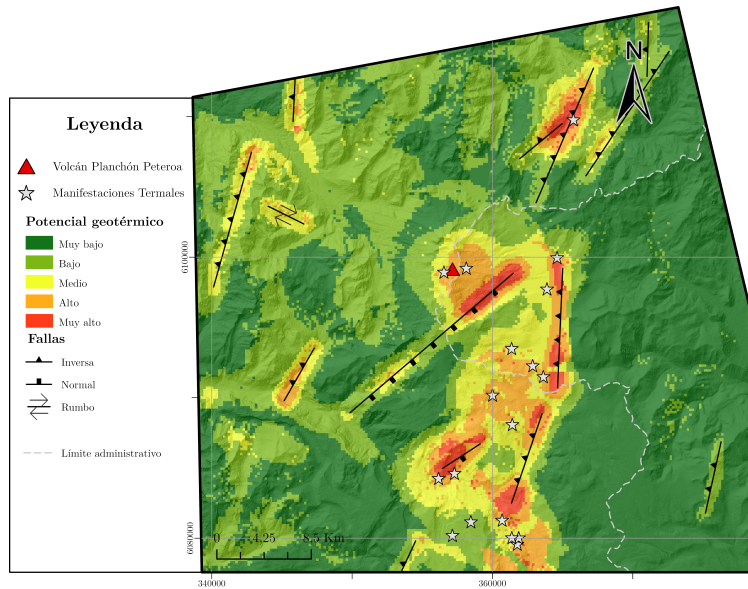 N
Leyenda
Volcán Planchón Peteroa
Manifestaciones Termales
Potencial geotérmico
Muy bajo
Bajo
Medio
Alto
Muy alto
Fallas
Inversa
Normal
Rumbo
Límite administrativo
6100000
6080000
0 4.25 8.5 Km
340000
360000